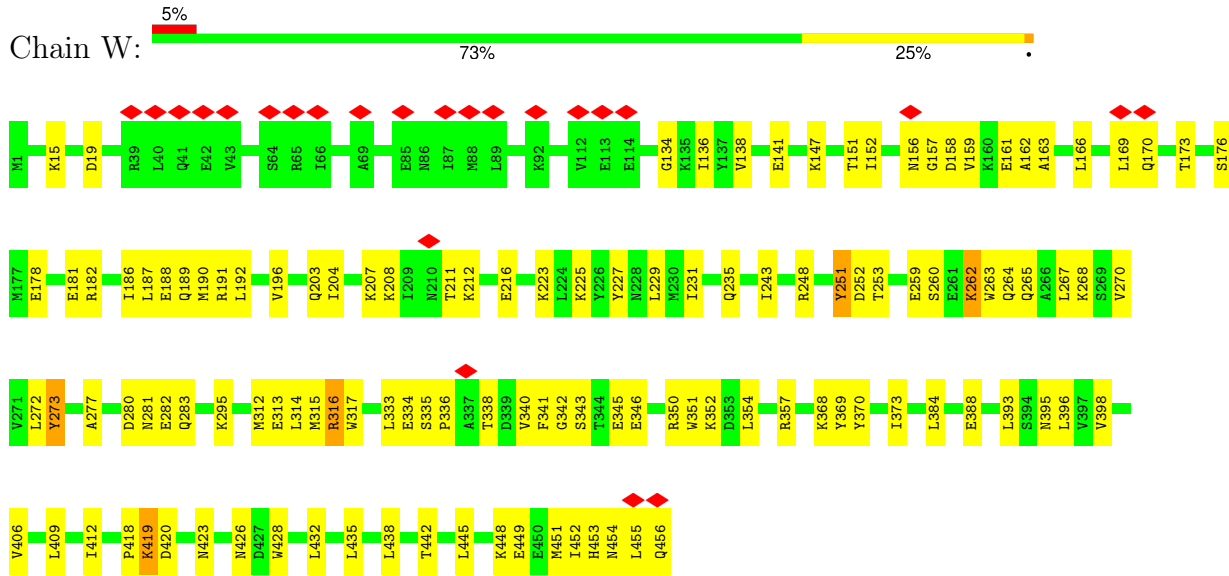 5%
Chain W:
73% 25% •
M1 K15 D19 R39 L40 Q41 E42 V43 S64 R65 I66 A69 E85 N86 I87 M88 L89 K92 V112 E113 E114 G134 K135 I136 Y137 V138 E141 K147 T151 I152 N156 G157 D158 V159 K160 E161 A162 A163 L166 L169 Q170 T173 S176
M177 E178 E181 R182 I186 L187 E188 Q189 M190 R191 L192 V196 Q203 I204 K207 K208 I209 N210 T211 K212 E216 K223 L224 K225 Y226 Y227 N228 L229 M230 I231 Q235 I243 R248 Y251 D252 T253 E259 S260 E261 K262 W263 Q264 Q265 A266 L267 K268 S269 V270
V271 L272 Y273 A277 D280 N281 E282 Q283 K295 M312 E313 L314 M315 R316 W317 L333 E334 S335 P336 A337 T338 D339 V340 F341 G342 S343 T344 E345 E346 R350 W351 K352 D353 L354 R357 K368 Y369 Y370 I373 L384 E388 L393 S394 N395 L396 V397 V398
V406 L409 I412 P418 K419 D420 N423 N426 D427 W428 L432 L435 L438 T442 L445 K448 E449 E450 M451 I452 H453 N454 L455 Q456